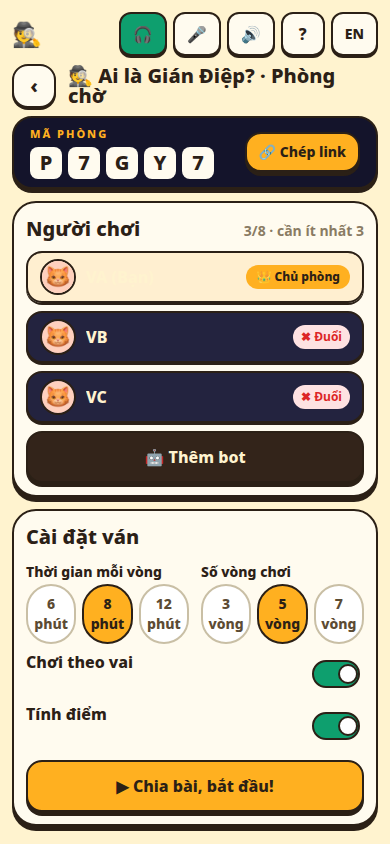 EN
‹
Ai là Gián Điệp? · Phòng chờ
MÃ PHÒNG
P 7 G Y 7
Chép link
Người chơi
3/8 · cần ít nhất 3
Chủ phòng
VB
✖ Đuổi
VC
✖ Đuổi
Thêm bot
Cài đặt ván
Thời gian mỗi vòng
Số vòng chơi
6 phút
8 phút
12 phút
3 vòng
5 vòng
7 vòng
Chơi theo vai
Tính điểm
▶ Chia bài, bắt đầu!